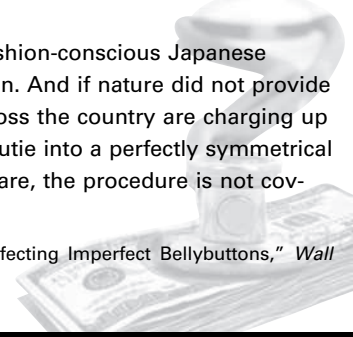 shion-conscious Japanese
n. And if nature did not provide
oss the country are charging up
utie into a perfectly symmetrical
are, the procedure is not cov-
fecting Imperfect Bellybuttons,” Wall